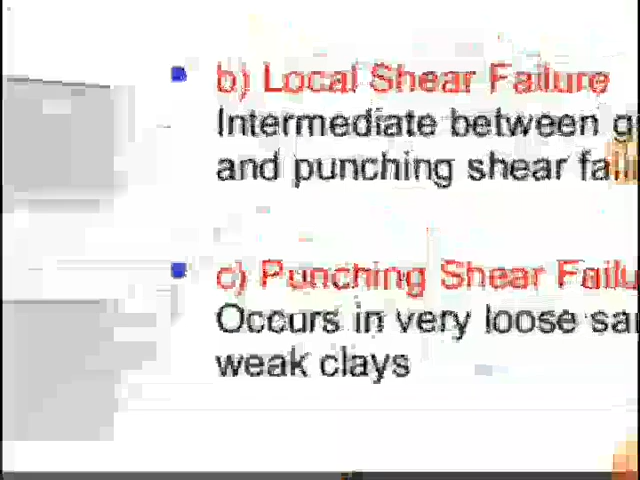 b) Local Shear Failure
Intermediate between
and punching shear
c) Punching Shear
Occurs in very loose
weak clays